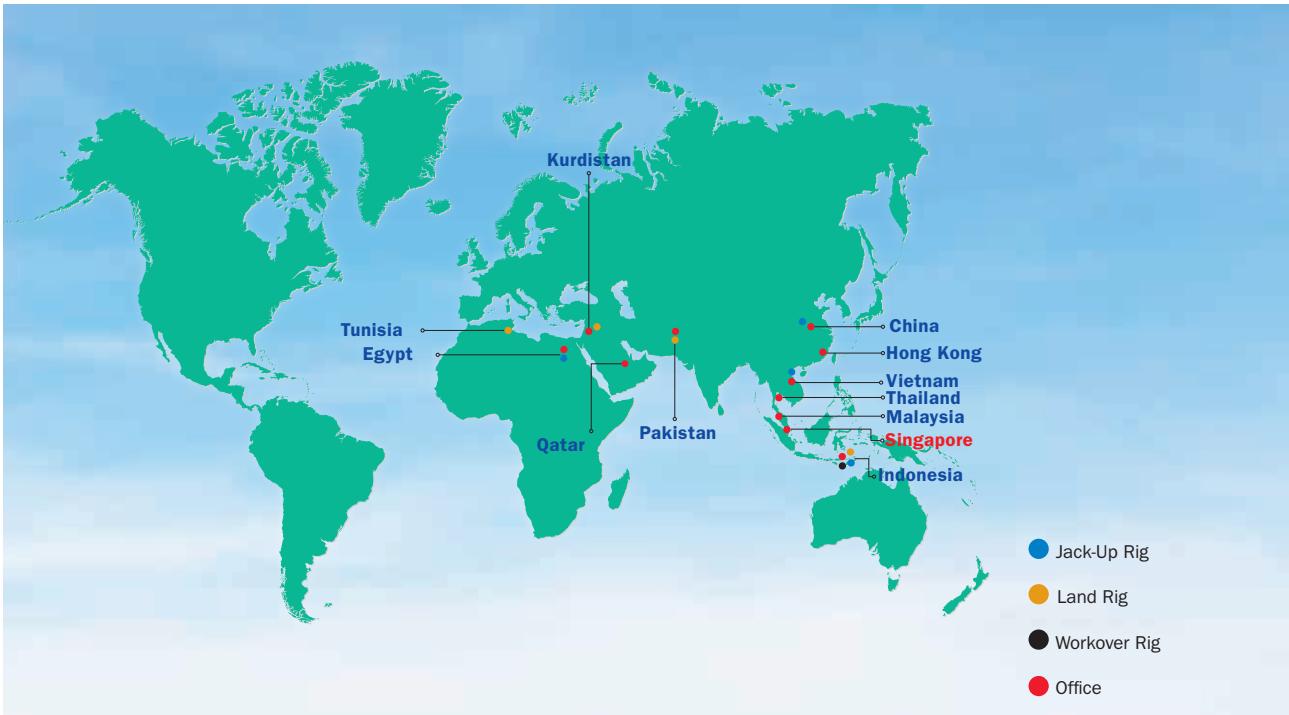 Kurdistan
Tunisia
Egypt
Qatar
Pakistan
China
Hong Kong
Vietnam
Thailand
Malaysia
Singapore
Indonesia
Jack-Up Rig
Land Rig
Workover Rig
Office